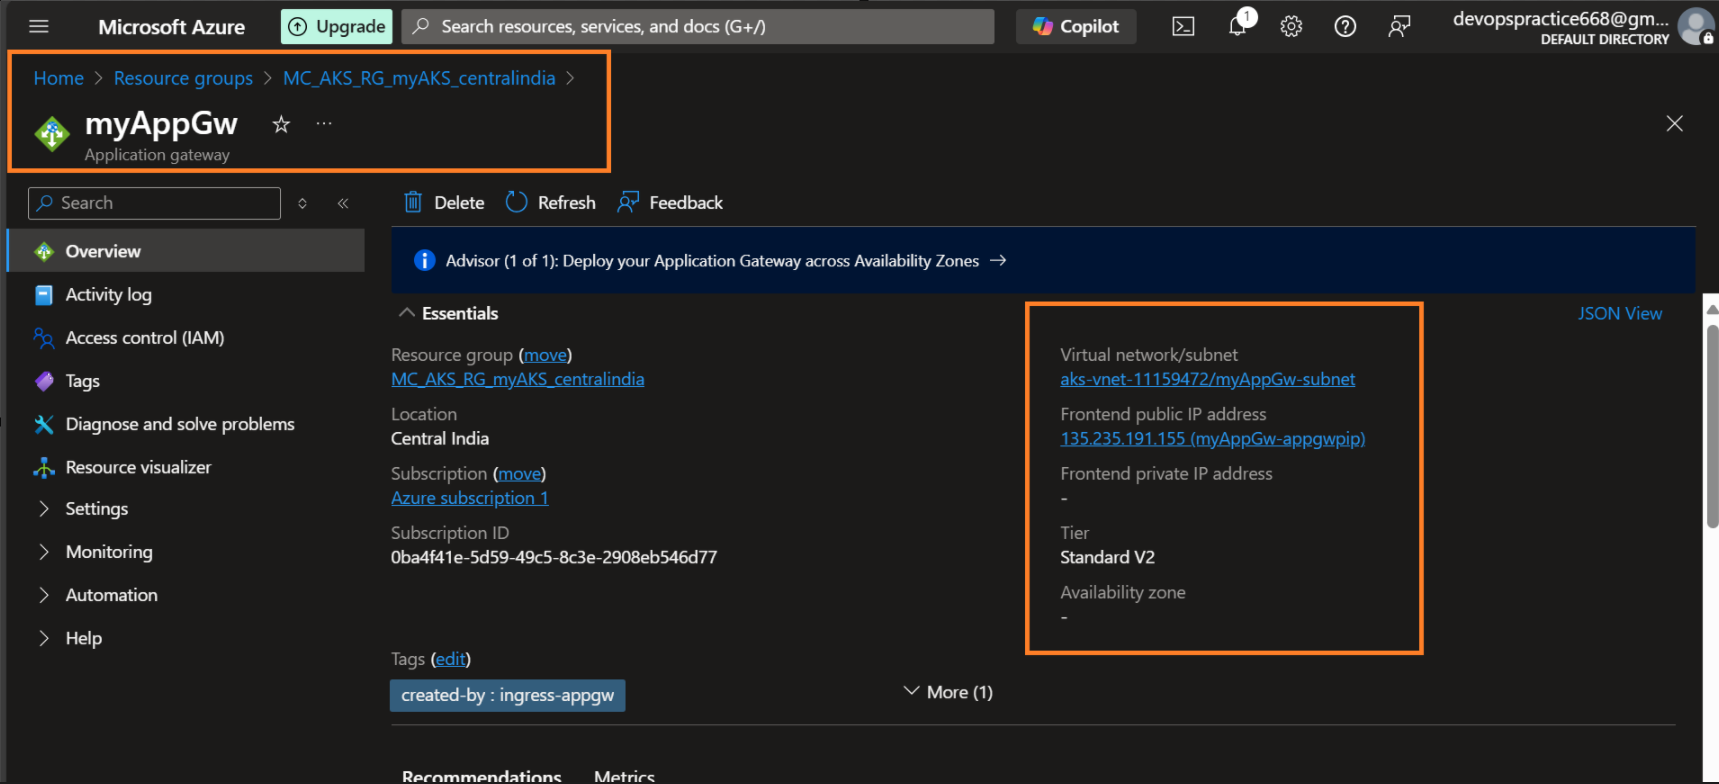 Microsoft Azure
Upgrade
Search resources, services, and docs (G+/)
Copilot
1
devopspractice668@gm...
DEFAULT DIRECTORY
Home > Resource groups > MC_AKS_RG_myAKS_centralindia >
myAppGw
Application gateway
Search
Delete
Refresh
Feedback
Overview
Activity log
Access control (IAM)
Tags
Diagnose and solve problems
Resource visualizer
Settings
Monitoring
Automation
Help
Advisor (1 of 1): Deploy your Application Gateway across Availability Zones →
Essentials
JSON View
Resource group (move)
MC_AKS_RG_myAKS_centralindia
Location
Central India
Subscription (move)
Azure subscription 1
Subscription ID
0ba4f41e-5d59-49c5-8c3e-2908eb546d77
Virtual network/subnet
aks-vnet-11159472/myAppGw-subnet
Frontend public IP address
135.235.191.155 (myAppGw-appgwpip)
Frontend private IP address
-
Tier
Standard V2
Availability zone
-
Tags (edit)
created-by : ingress-appgw
More (1)
Recommendations
Metrics